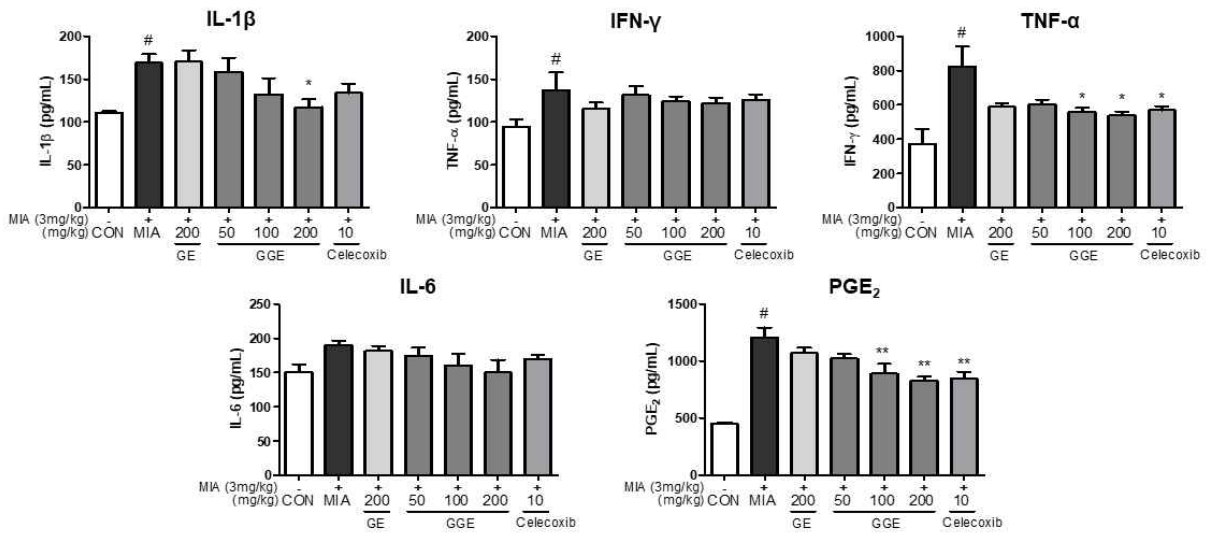 IL-1β
200
150
100
50
0
IL-1β (pg/mL)
#
*
MIA (3mg/kg) - + + + + + +
(mg/kg) CON MIA 200 50 100 200 10
GE GGE Celecoxib
IFN-γ
200
150
100
50
0
TNF-α (pg/mL)
#
MIA (3mg/kg) - + + + + + +
(mg/kg) CON MIA 200 50 100 200 10
GE GGE Celecoxib
TNF-α
1000
800
600
400
200
0
IFN-γ (pg/mL)
#
* * *
MIA (3mg/kg) - + + + + + +
(mg/kg) CON MIA 200 50 100 200 10
GE GGE Celecoxib
IL-6
250
200
150
100
50
0
IL-6 (pg/mL)
MIA (3mg/kg) - + + + + + +
(mg/kg) CON MIA 200 50 100 200 10
GE GGE Celecoxib
PGE₂
1500
1000
500
0
PGE₂ (pg/mL)
#
** ** **
MIA (3mg/kg) - + + + + + +
(mg/kg) CON MIA 200 50 100 200 10
GE GGE Celecoxib